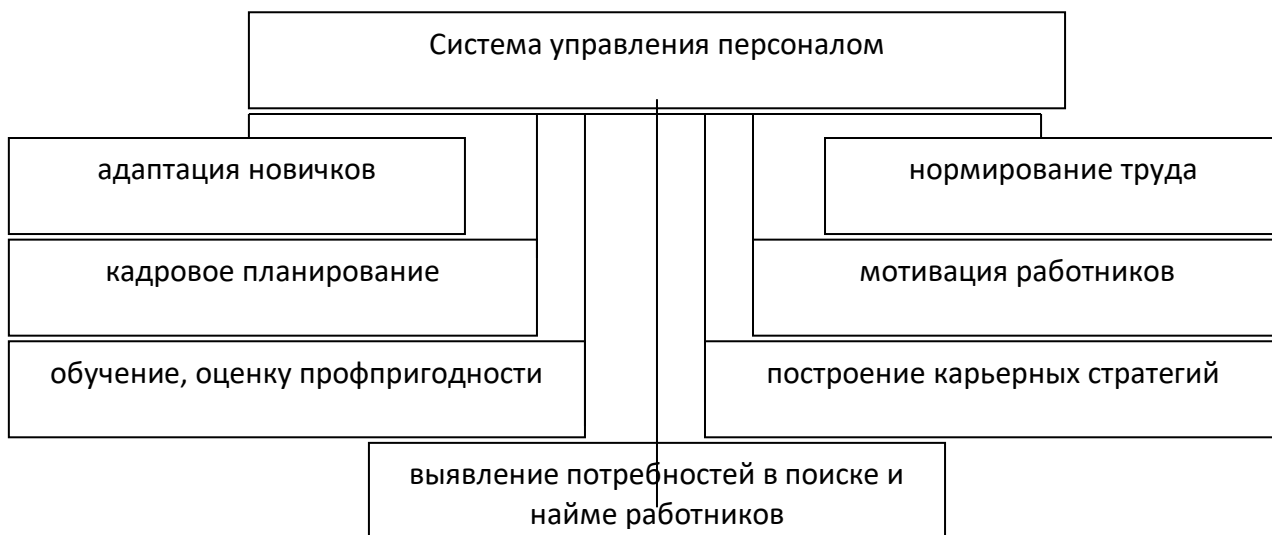 Система управления персоналом
адаптация новичков
нормирование труда
кадровое планирование
мотивация работников
обучение, оценку профпригодности
построение карьерных стратегий
выявление потребностей в поиске и
найме работников